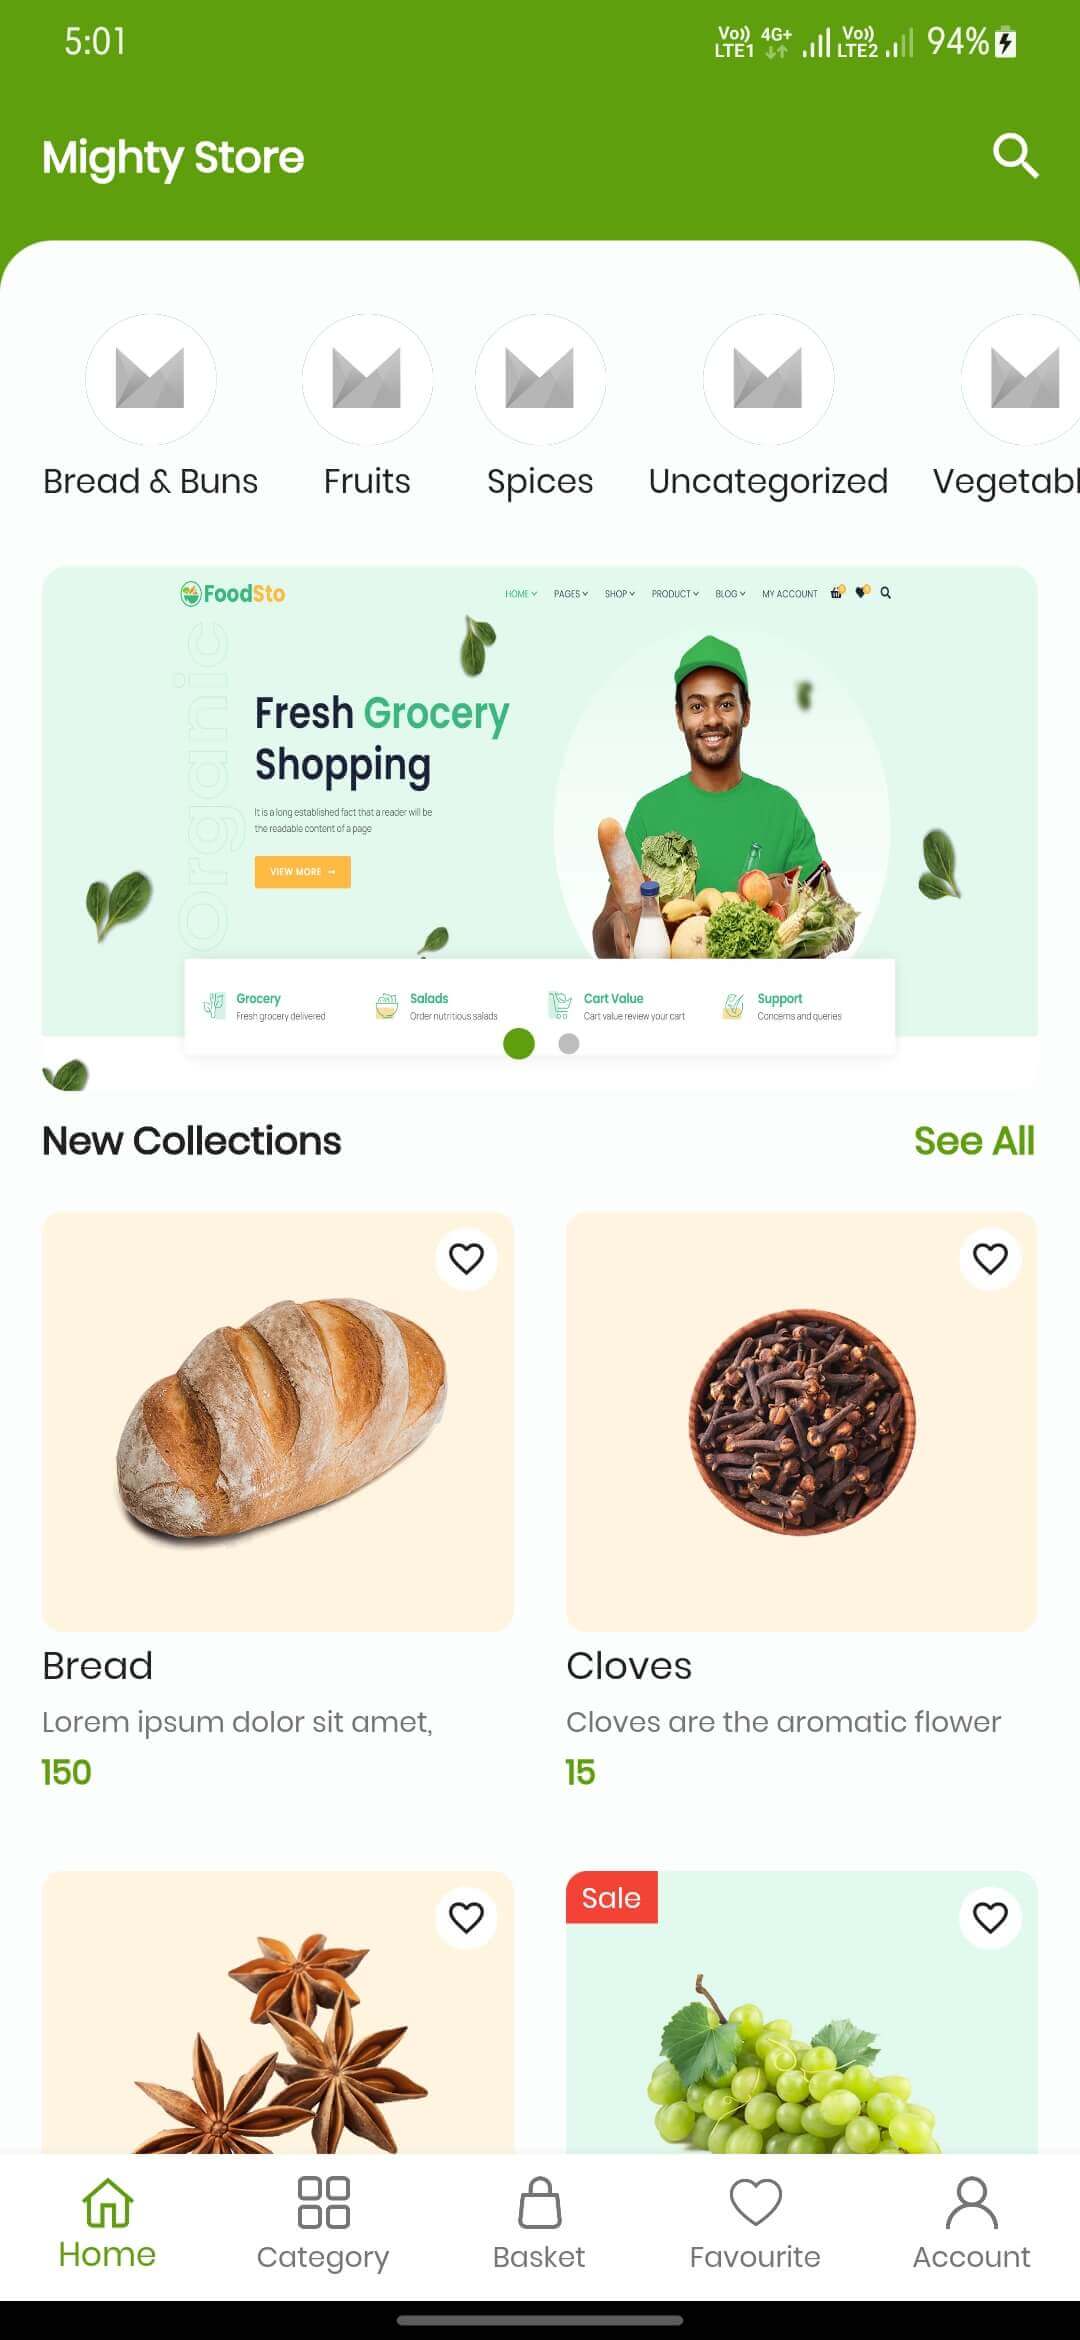 5:01
Vo)) LTE1 4G+ Vo)) LTE2 94%
Mighty Store
Bread & Buns Fruits Spices Uncategorized Vegetabl
FoodSto HOME PAGES SHOP PRODUCT BLOG MY ACCOUNT
organic
Fresh Grocery
Shopping
It is a long established fact that a reader will be
the readable content of a page
VIEW MORE →
Grocery Salads Cart Value Support
Fresh grocery delivered Order nutritious salads Cart value review your cart Concerns and queries
New Collections See All
Bread Cloves
Lorem ipsum dolor sit amet, Cloves are the aromatic flower
150 15
Sale
Home Category Basket Favourite Account